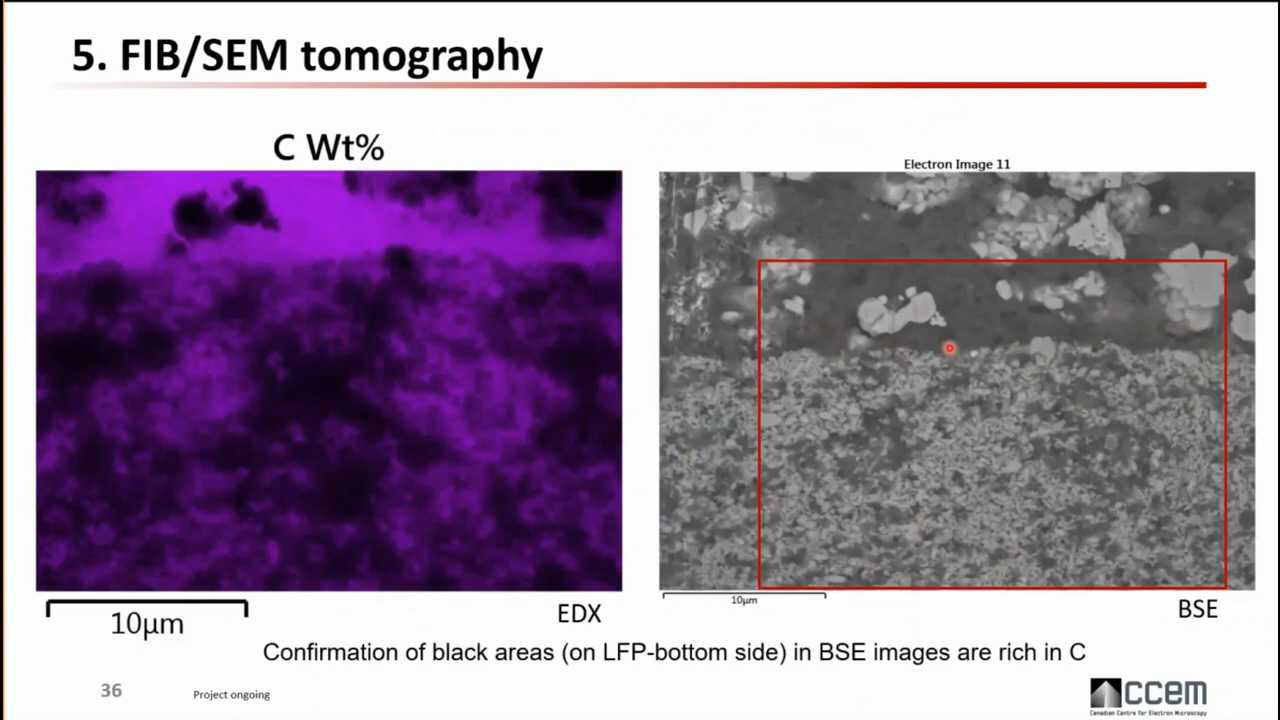 5. FIB/SEM tomography
C Wt%
Electron Image 11
10µm
EDX
10µm
BSE
Confirmation of black areas (on LFP-bottom side) in BSE images are rich in C
36
Project ongoing
ccem
Canadian Centre for Electron Microscopy